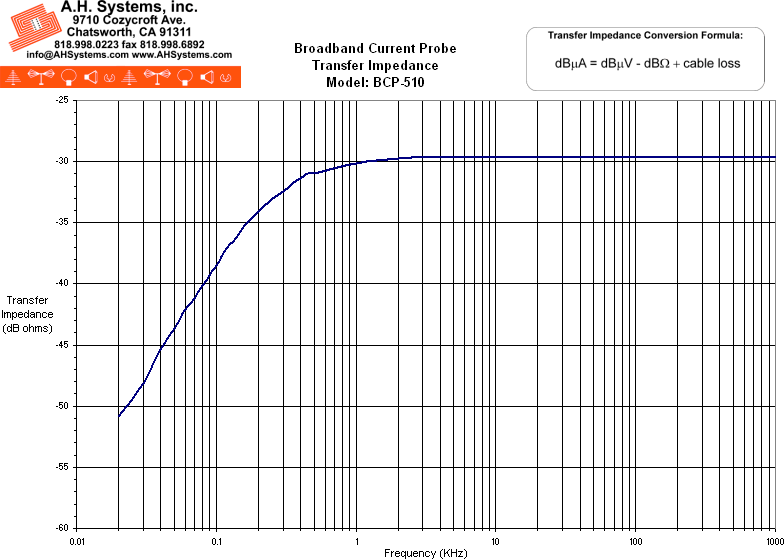 A.H. Systems, inc.
9710 Cozycroft Ave.
Chatsworth, CA 91311
818.998.0223 fax 818.998.6892
info@AHSystems.com www.AHSystems.com
Broadband Current Probe
Transfer Impedance
Model: BCP-510
Transfer Impedance Conversion Formula:
dBμA = dBμV - dBΩ + cable loss
-25
-30
-35
-40
-45
-50
-55
-60
Transfer
Impedance
(dB ohms)
0.01 0.1 1 10 100 1000
Frequency (KHz)